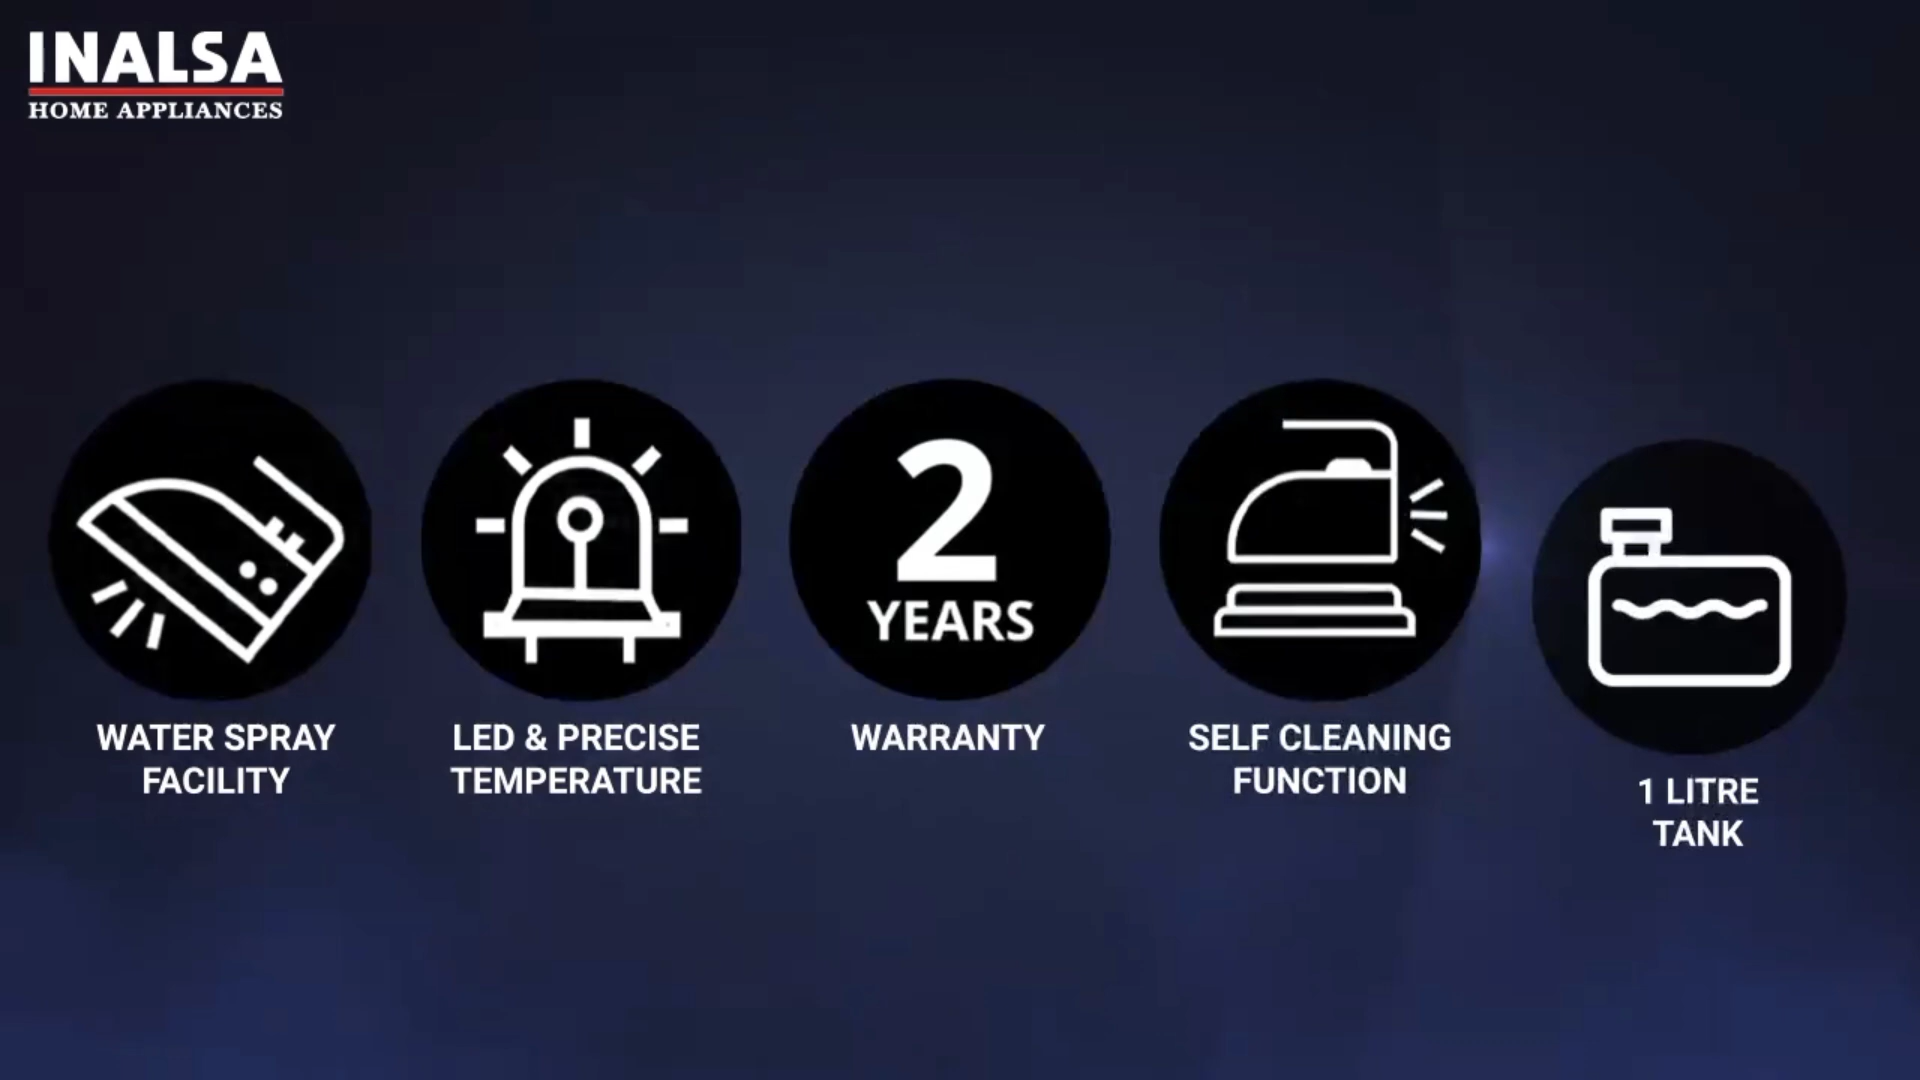 INALSA
HOME APPLIANCES
2
YEARS
WATER SPRAY
FACILITY
LED & PRECISE
TEMPERATURE
WARRANTY
SELF CLEANING
FUNCTION
1 LITRE
TANK